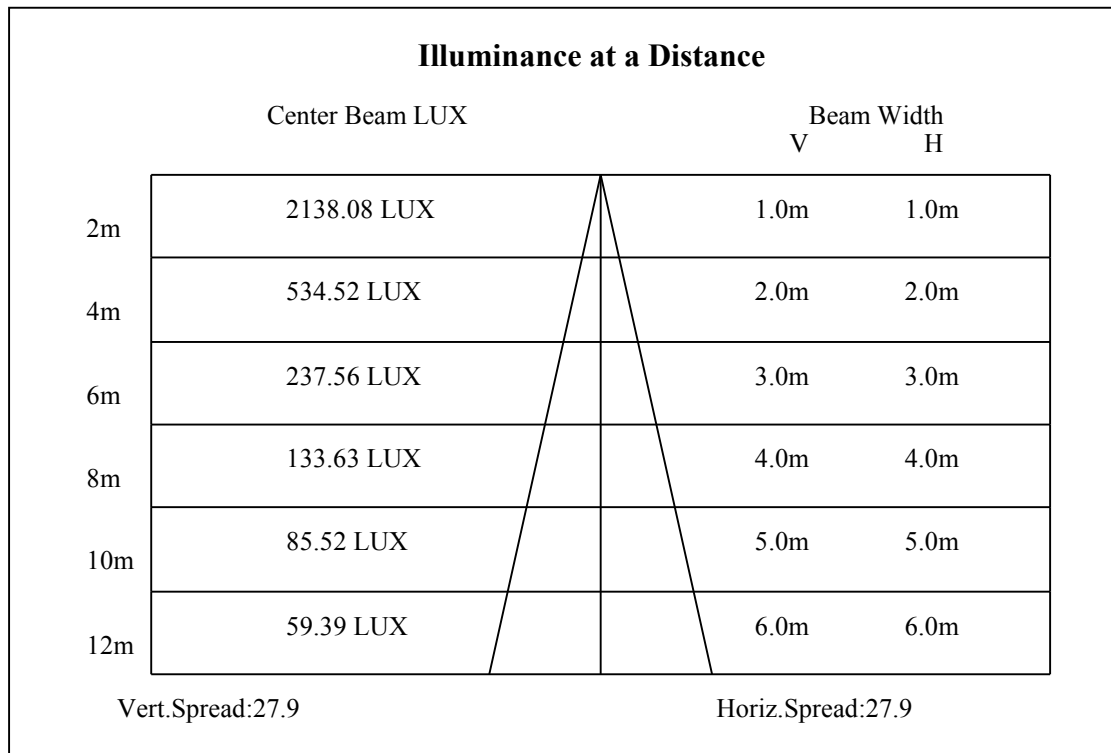 Illuminance at a Distance
Center Beam LUX Beam Width
V H
2m 2138.08 LUX 1.0m 1.0m
4m 534.52 LUX 2.0m 2.0m
6m 237.56 LUX 3.0m 3.0m
8m 133.63 LUX 4.0m 4.0m
10m 85.52 LUX 5.0m 5.0m
12m 59.39 LUX 6.0m 6.0m
Vert.Spread:27.9 Horiz.Spread:27.9